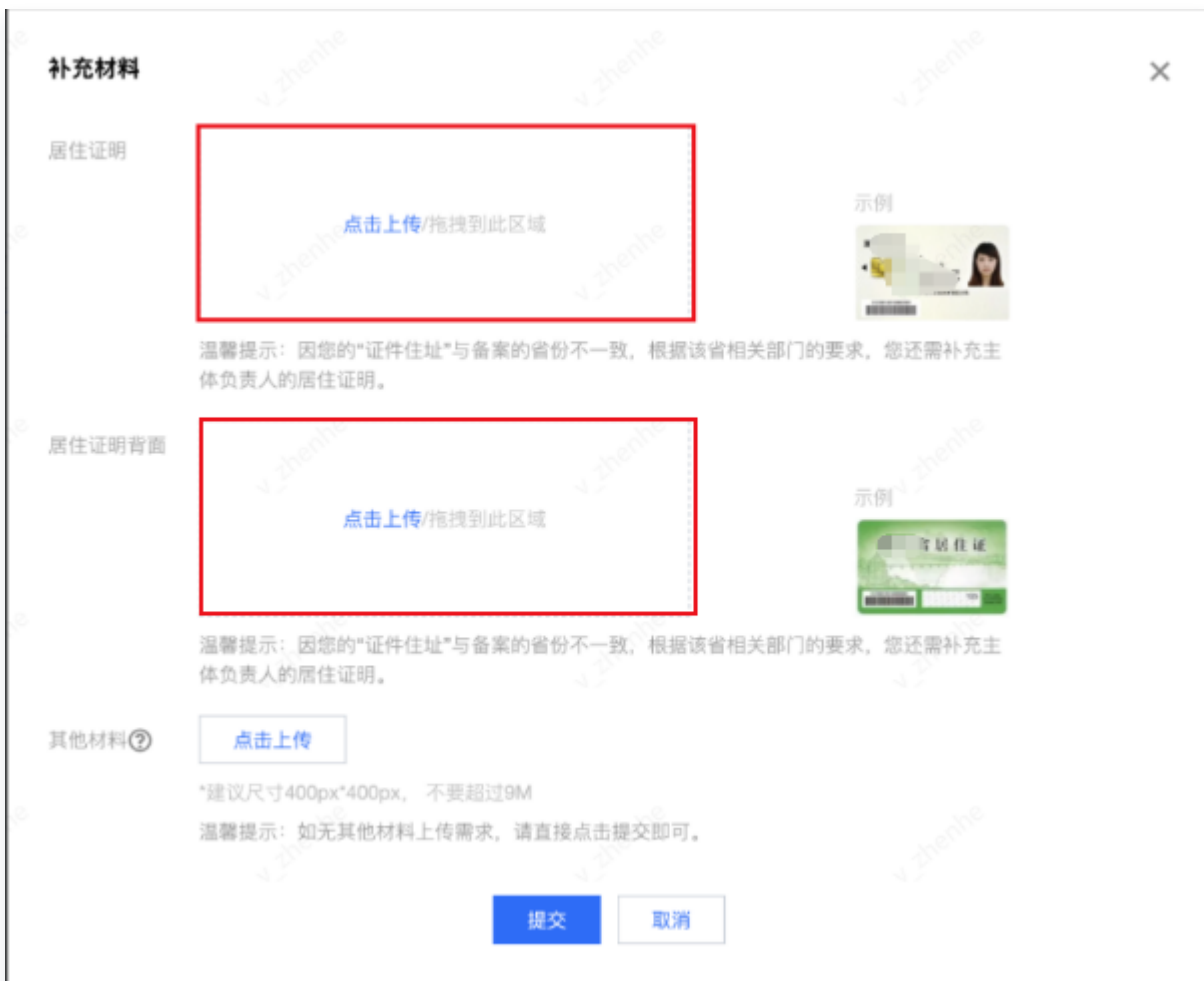 补充材料
居住证明
点击上传/拖拽到此区域
示例
温馨提示：因您的“证件住址”与备案的省份不一致，根据该省相关部门的要求，您还需补充主
体负责人的居住证明。
居住证明背面
点击上传/拖拽到此区域
示例
省居住证
温馨提示：因您的“证件住址”与备案的省份不一致，根据该省相关部门的要求，您还需补充主
体负责人的居住证明。
其他材料?
点击上传
*建议尺寸400px*400px， 不要超过9M
温馨提示：如无其他材料上传需求，请直接点击提交即可。
提交
取消
v_zhenhe